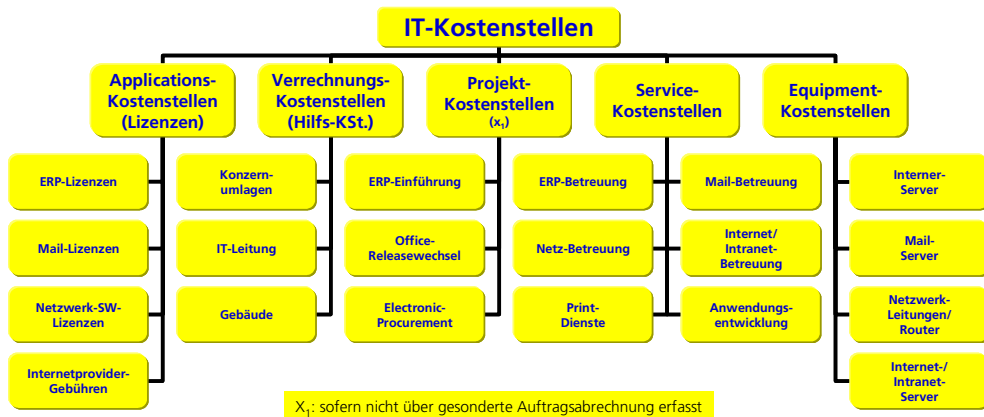 IT-Kostenstellen
Applications-
Kostenstellen
(Lizenzen)
Verrechnungs-
Kostenstellen
(Hilfs-KSt.)
Projekt-
Kostenstellen
(x₁)
Service-
Kostenstellen
Equipment-
Kostenstellen
ERP-Lizenzen
Mail-Lizenzen
Netzwerk-SW-
Lizenzen
Internetprovider-
Gebühren
Konzern-
umlagen
IT-Leitung
Gebäude
ERP-Einführung
Office-
Releasewechsel
Electronic-
Procurement
ERP-Betreuung
Netz-Betreuung
Print-
Dienste
Mail-Betreuung
Internet/
Intranet-
Betreuung
Anwendungs-
entwicklung
Interner-
Server
Mail-
Server
Netzwerk-
Leitungen/
Router
Internet-/
Intranet-
Server
X₁: sofern nicht über gesonderte Auftragsabrechnung erfasst